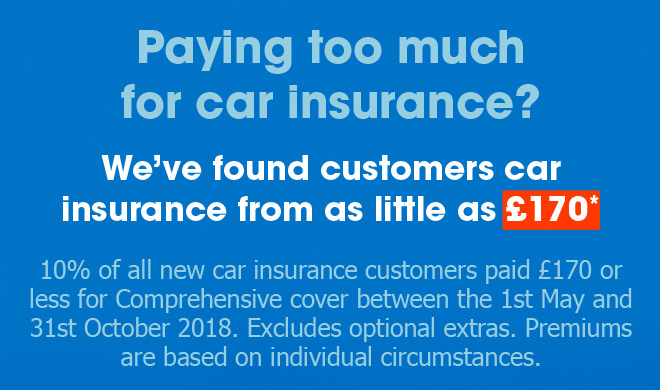 Paying too much
for car insurance?
We've found customers car
insurance from as little as £170*
10% of all new car insurance customers paid £170 or
less for Comprehensive cover between the 1st May and
31st October 2018. Excludes optional extras. Premiums
are based on individual circumstances.